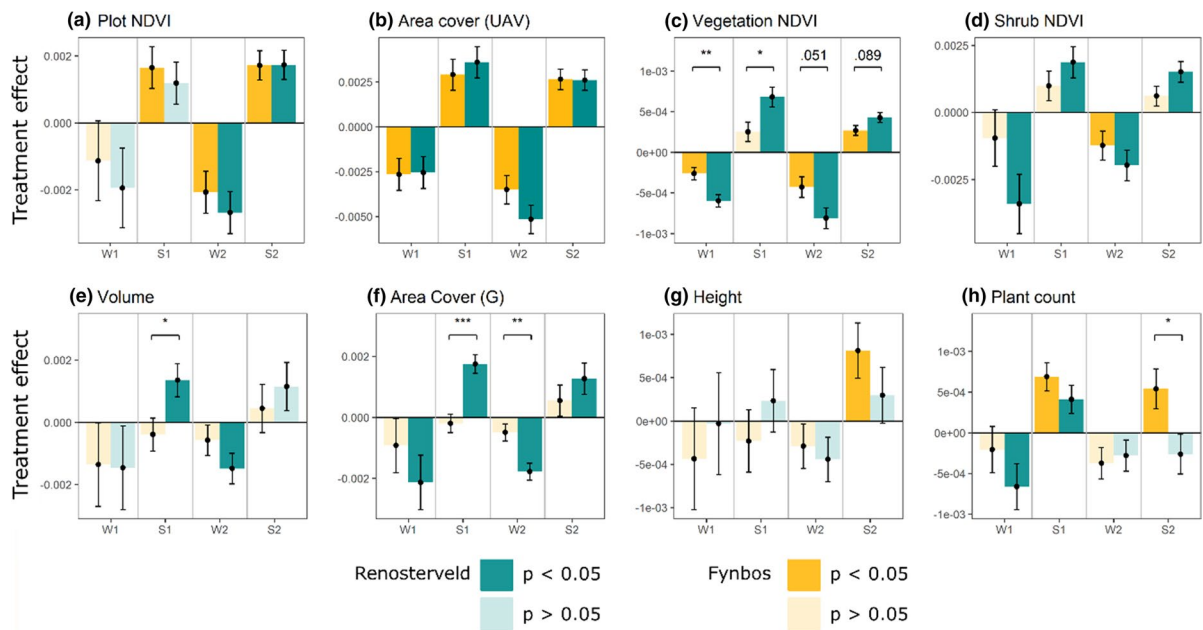 (a) Plot NDVI
(b) Area cover (UAV)
(c) Vegetation NDVI
(d) Shrub NDVI
Treatment effect
0.002
0.000
-0.002
W1 S1 W2 S2
0.0025
0.0000
-0.0025
-0.0050
W1 S1 W2 S2
1e-03
5e-04
0e+00
-5e-04
-1e-03
** * .051 .089
W1 S1 W2 S2
0.0025
0.0000
-0.0025
W1 S1 W2 S2
(e) Volume
(f) Area Cover (G)
(g) Height
(h) Plant count
Treatment effect
0.002
0.000
-0.002
*
W1 S1 W2 S2
0.002
0.000
-0.002
*** **
W1 S1 W2 S2
1e-03
5e-04
0e+00
-5e-04
-1e-03
W1 S1 W2 S2
1e-03
5e-04
0e+00
-5e-04
-1e-03
*
W1 S1 W2 S2
Renosterveld p < 0.05
p > 0.05
Fynbos p < 0.05
p > 0.05